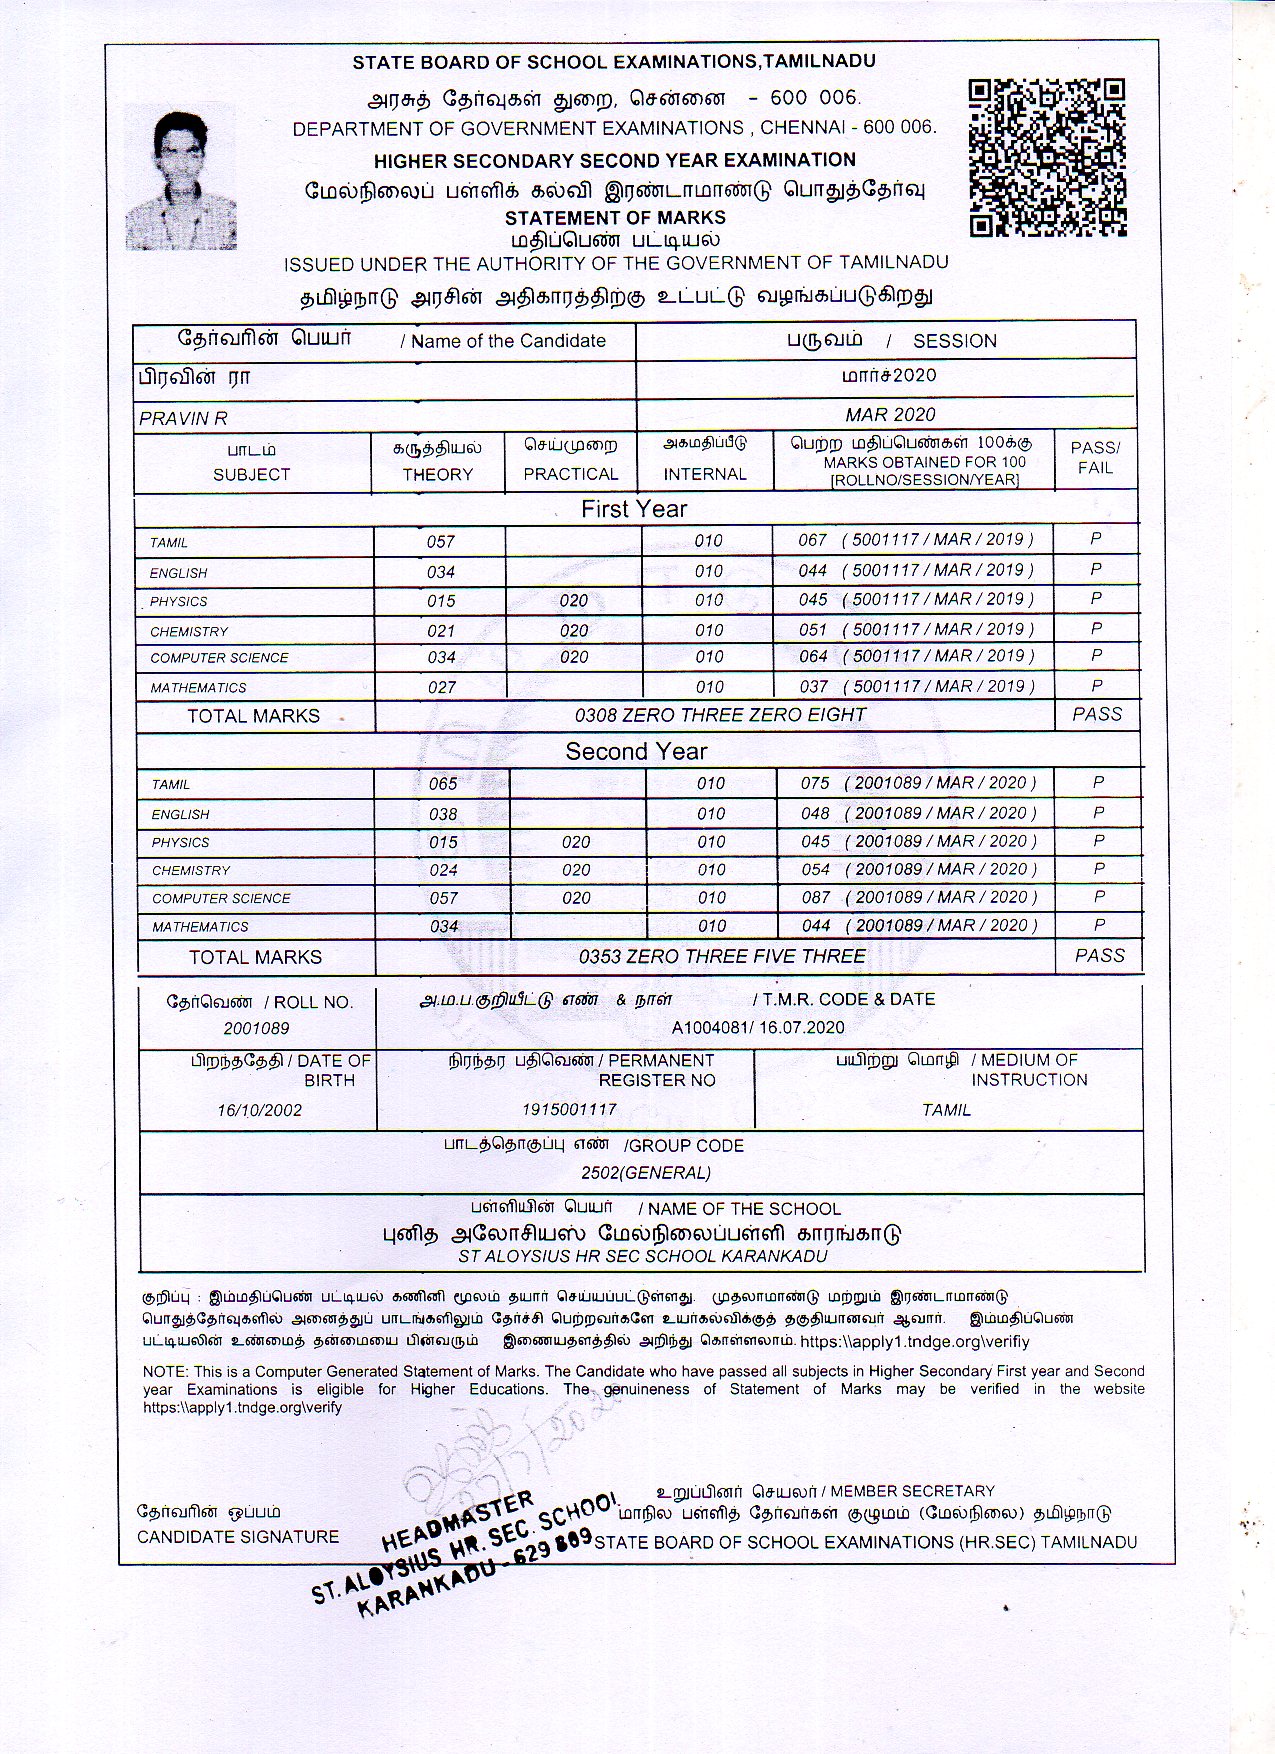 STATE BOARD OF SCHOOL EXAMINATIONS,TAMILNADU
அரசுத் தேர்வுகள் துறை, சென்னை - 600 006.
DEPARTMENT OF GOVERNMENT EXAMINATIONS , CHENNAI - 600 006.
HIGHER SECONDARY SECOND YEAR EXAMINATION
மேல்நிலைப் பள்ளிக் கல்வி இரண்டாமாண்டு பொதுத்தேர்வு
STATEMENT OF MARKS
மதிப்பெண் பட்டியல்
ISSUED UNDER THE AUTHORITY OF THE GOVERNMENT OF TAMILNADU
தமிழ்நாடு அரசின் அதிகாரத்திற்கு உட்பட்டு வழங்கப்படுகிறது
தேர்வரின் பெயர் / Name of the Candidate பருவம் / SESSION
பிரவின் ரா மார்ச்2020
PRAVIN R MAR 2020
பாடம் கருத்தியல் செய்முறை அகமதிப்பீடு பெற்ற மதிப்பெண்கள் 100க்கு PASS/
SUBJECT THEORY PRACTICAL INTERNAL MARKS OBTAINED FOR 100 FAIL
[ROLLNO/SESSION/YEAR]
First Year
TAMIL 057 010 067 ( 5001117 / MAR / 2019 ) P
ENGLISH 034 010 044 ( 5001117 / MAR / 2019 ) P
PHYSICS 015 020 010 045 ( 5001117 / MAR / 2019 ) P
CHEMISTRY 021 020 010 051 ( 5001117 / MAR / 2019 ) P
COMPUTER SCIENCE 034 020 010 064 ( 5001117 / MAR / 2019 ) P
MATHEMATICS 027 010 037 ( 5001117 / MAR / 2019 ) P
TOTAL MARKS 0308 ZERO THREE ZERO EIGHT PASS
Second Year
TAMIL 065 010 075 ( 2001089 / MAR / 2020 ) P
ENGLISH 038 010 048 ( 2001089 / MAR / 2020 ) P
PHYSICS 015 020 010 045 ( 2001089 / MAR / 2020 ) P
CHEMISTRY 024 020 010 054 ( 2001089 / MAR / 2020 ) P
COMPUTER SCIENCE 057 020 010 087 ( 2001089 / MAR / 2020 ) P
MATHEMATICS 034 010 044 ( 2001089 / MAR / 2020 ) P
TOTAL MARKS 0353 ZERO THREE FIVE THREE PASS
தேர்வெண் / ROLL NO. அ.ம.ப.குறியீட்டு எண் & நாள் / T.M.R. CODE & DATE
2001089 A1004081/ 16.07.2020
பிறந்ததேதி / DATE OF நிரந்தர பதிவெண் / PERMANENT பயிற்று மொழி / MEDIUM OF
BIRTH REGISTER NO INSTRUCTION
16/10/2002 1915001117 TAMIL
பாடத்தொகுப்பு எண் /GROUP CODE
2502(GENERAL)
பள்ளியின் பெயர் / NAME OF THE SCHOOL
புனித அலோசியஸ் மேல்நிலைப்பள்ளி காரங்காடு
ST ALOYSIUS HR SEC SCHOOL KARANKADU
குறிப்பு : இம்மதிப்பெண் பட்டியல் கணினி மூலம் தயார் செய்யப்பட்டுள்ளது. முதலாமாண்டு மற்றும் இரண்டாமாண்டு
பொதுத்தேர்வுகளில் அனைத்துப் பாடங்களிலும் தேர்ச்சி பெற்றவர்களே உயர்கல்விக்குத் தகுதியானவர் ஆவார். இம்மதிப்பெண்
பட்டியலின் உண்மைத் தன்மையை பின்வரும் இணையதளத்தில் அறிந்து கொள்ளலாம். https:\\apply1.tndge.org\verifiy
NOTE: This is a Computer Generated Statement of Marks. The Candidate who have passed all subjects in Higher Secondary First year and Second
year Examinations is eligible for Higher Educations. The genuineness of Statement of Marks may be verified in the website
https:\\apply1.tndge.org\verify
உறுப்பினர் செயலர் / MEMBER SECRETARY
தேர்வரின் ஒப்பம் மாநில பள்ளித் தேர்வர்கள் குழுமம் (மேல்நிலை) தமிழ்நாடு
CANDIDATE SIGNATURE STATE BOARD OF SCHOOL EXAMINATIONS (HR.SEC) TAMILNADU
HEADMASTER
ST. ALOYSIUS HR. SEC. SCHOOL
KARANKADU - 629 809